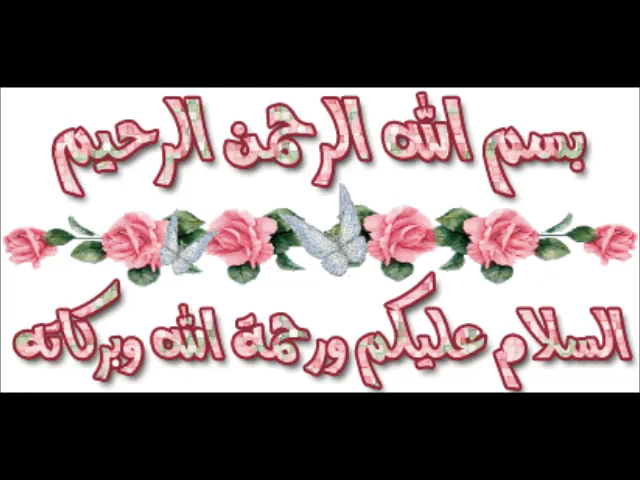 بسم الله الرحمن الرحيم
السلام عليكم ورحمة الله وبركاته